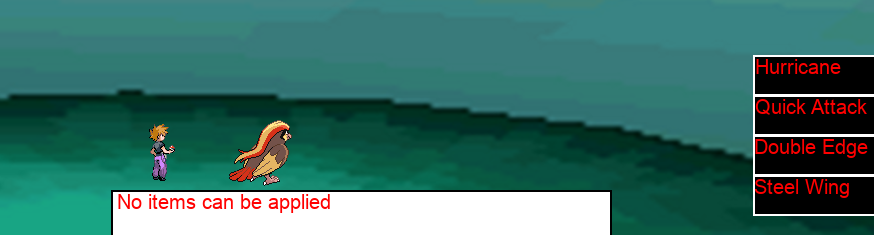 Hurricane
Quick Attack
Double Edge
Steel Wing
No items can be applied